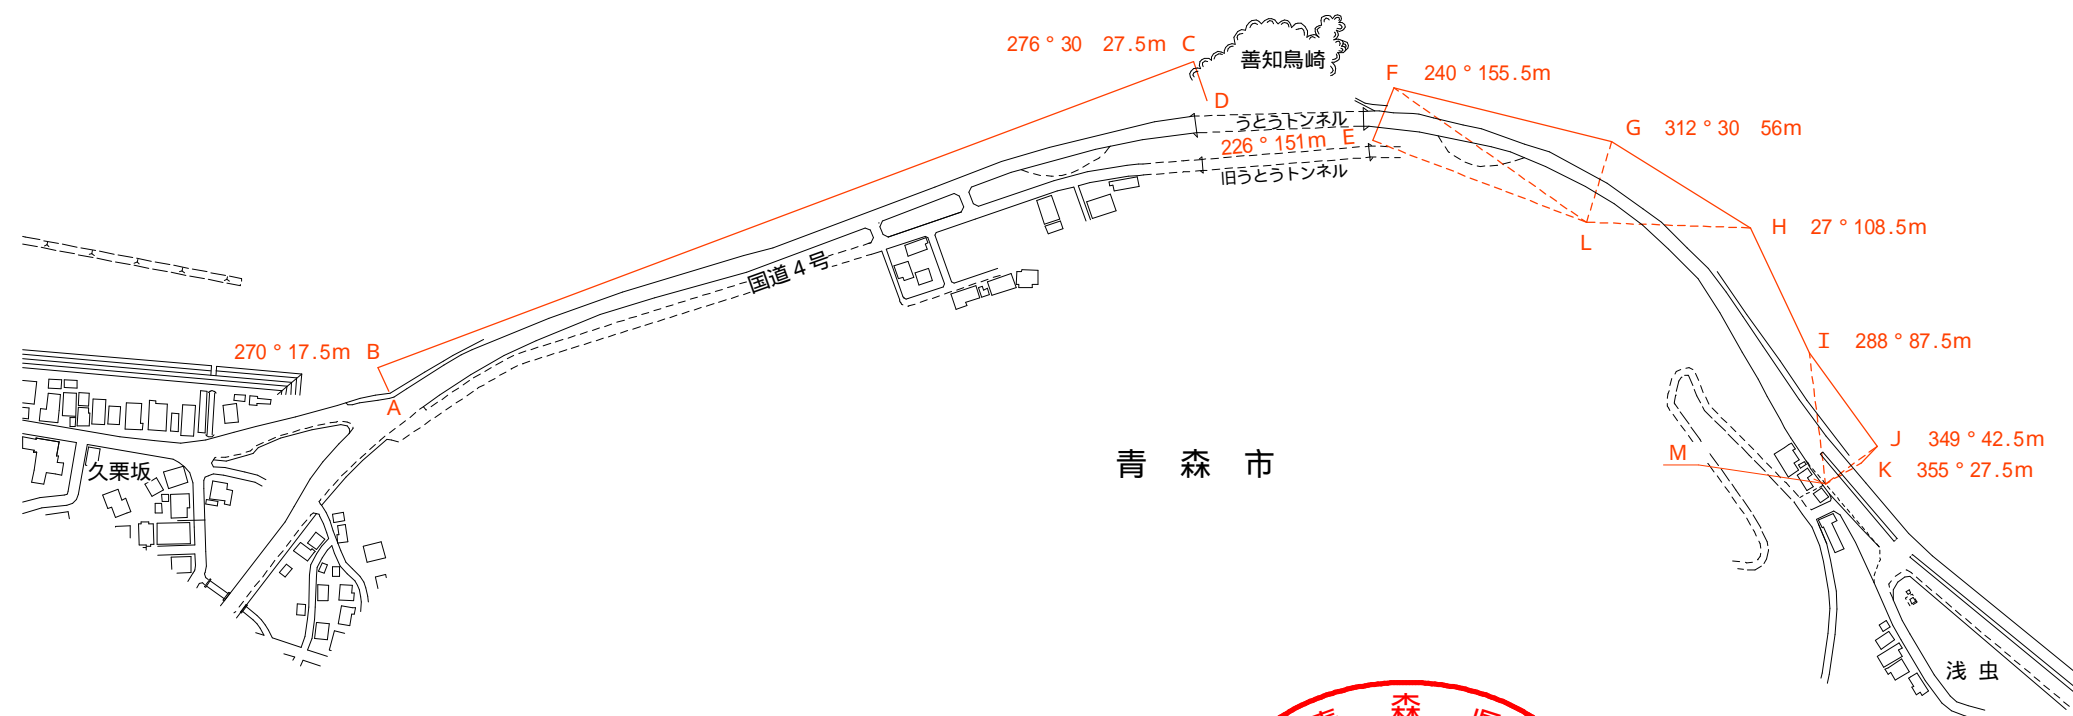 276°30 27.5m C
善知鳥崎
F 240°155.5m
D
うとうトンネル
G 312°30 56m
226°151m E
旧うとうトンネル
H 27°108.5m
L
国道4号
270°17.5m B
I 288°87.5m
A
J 349°42.5m
M
K 355°27.5m
青森市
久栗坂
浅虫
森